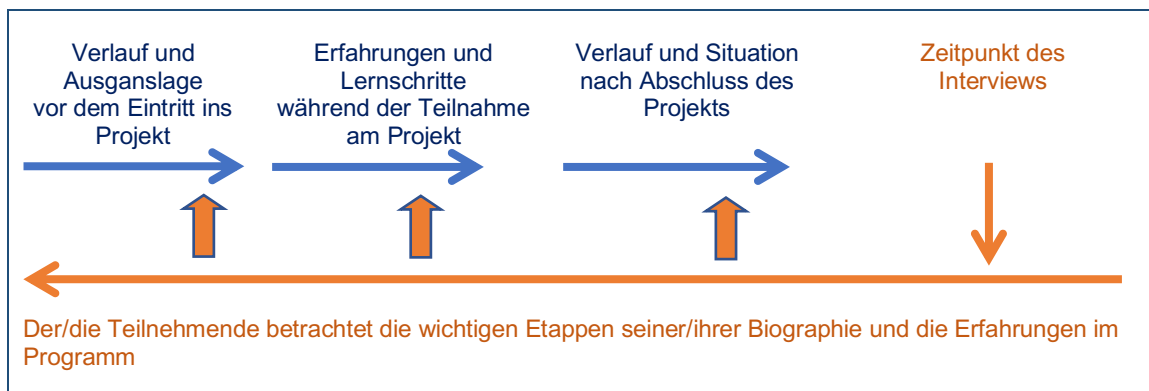 Verlauf und
Ausganslage
vor dem Eintritt ins
Projekt
Erfahrungen und
Lernschritte
während der Teilnahme
am Projekt
Verlauf und Situation
nach Abschluss des
Projekts
Zeitpunkt des
Interviews
Der/die Teilnehmende betrachtet die wichtigen Etappen seiner/ihrer Biographie und die Erfahrungen im
Programm